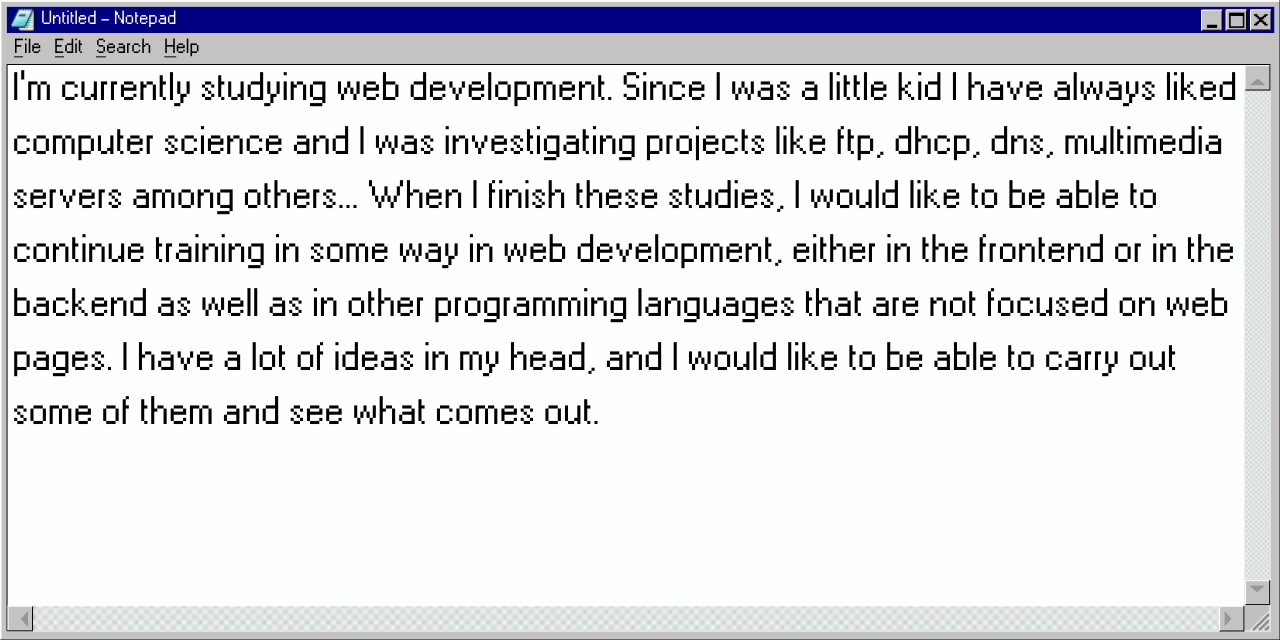 Untitled – Notepad
File Edit Search Help
I'm currently studying web development. Since I was a little kid I have always liked
computer science and I was investigating projects like ftp, dhcp, dns, multimedia
servers among others... When I finish these studies, I would like to be able to
continue training in some way in web development, either in the frontend or in the
backend as well as in other programming languages that are not focused on web
pages. I have a lot of ideas in my head, and I would like to be able to carry out
some of them and see what comes out.